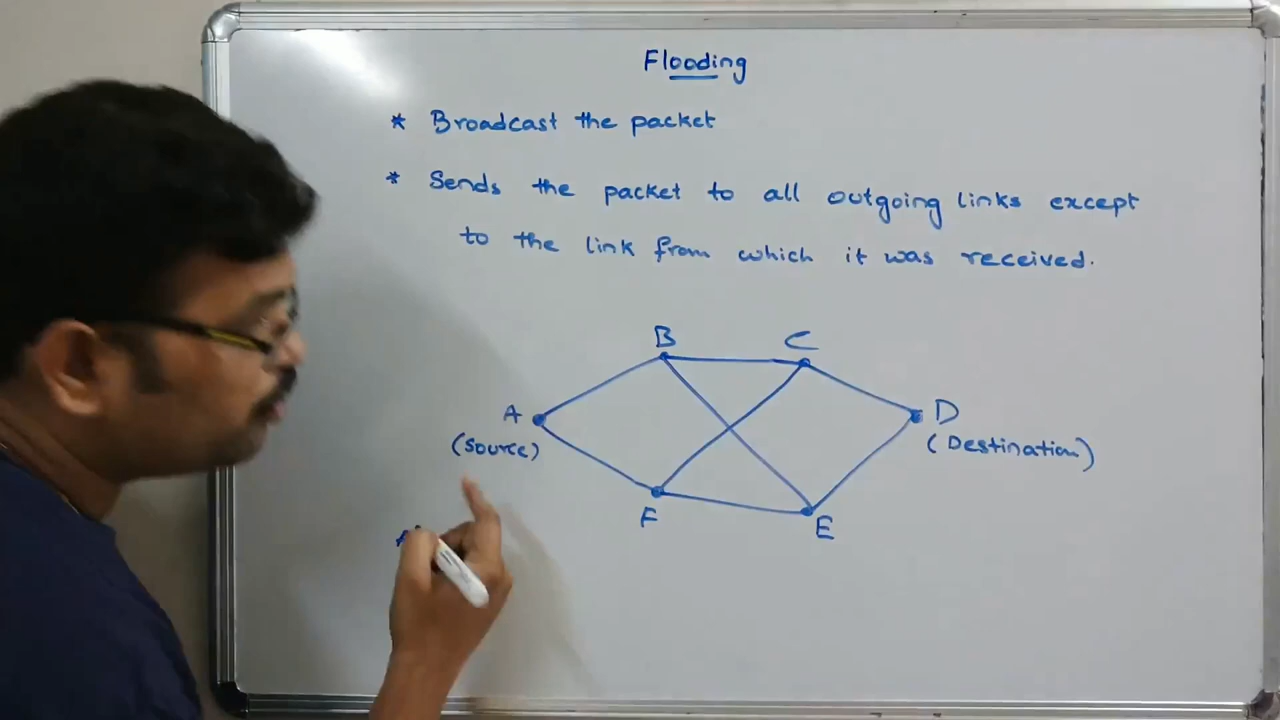 Flooding
* Broadcast the packet
* Sends the packet to all outgoing links except
to the link from which it was received.
B C
A D
(Source) (Destination)
F E